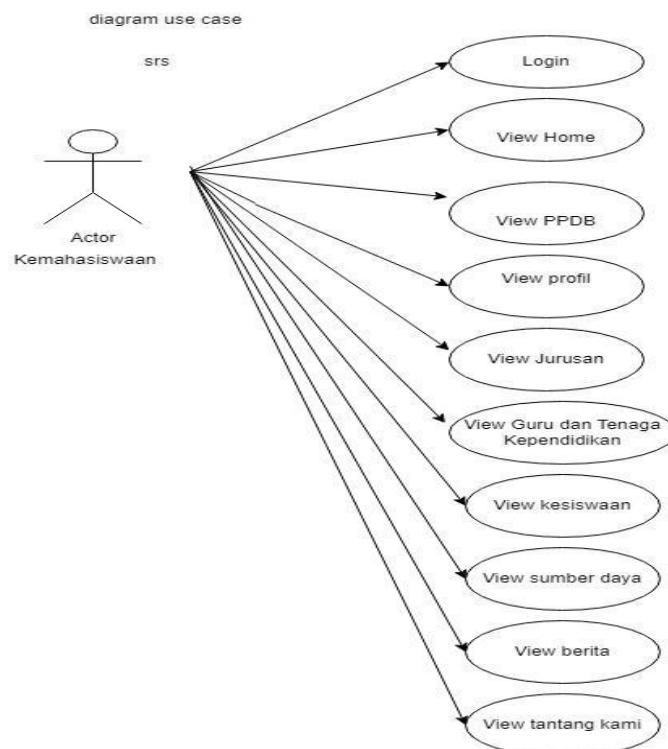 diagram use case
srs
Actor
Kemahasiswaan
Login
View Home
View PPDB
View profil
View Jurusan
View Guru dan Tenaga
Kependidikan
View kesiswaan
View sumber daya
View berita
View tantang kami